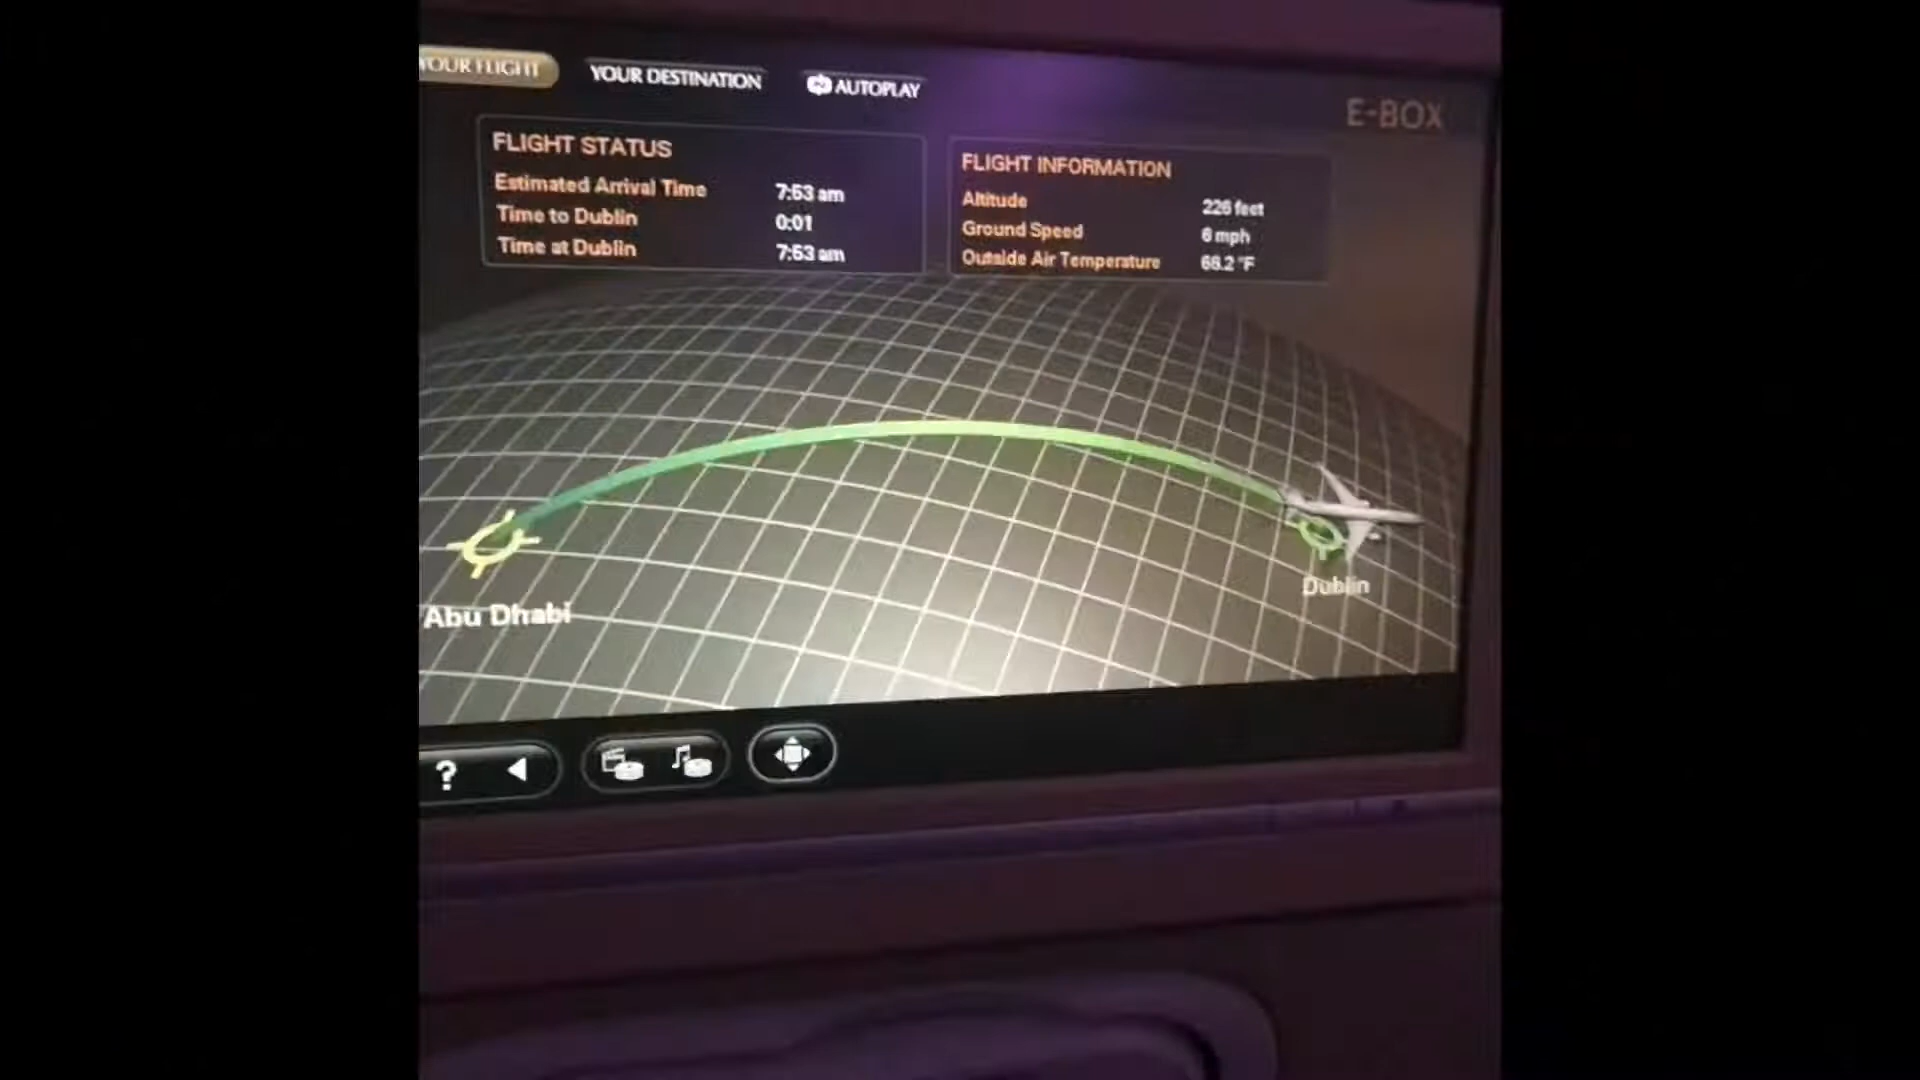 YOUR FLIGHT
YOUR DESTINATION
AUTOPLAY
E-BOX
FLIGHT STATUS
Estimated Arrival Time 7:53 am
Time to Dublin 0:01
Time at Dublin 7:53 am
FLIGHT INFORMATION
Altitude 226 feet
Ground Speed 6 mph
Outside Air Temperature 66.2 °F
Abu Dhabi
Dublin
?